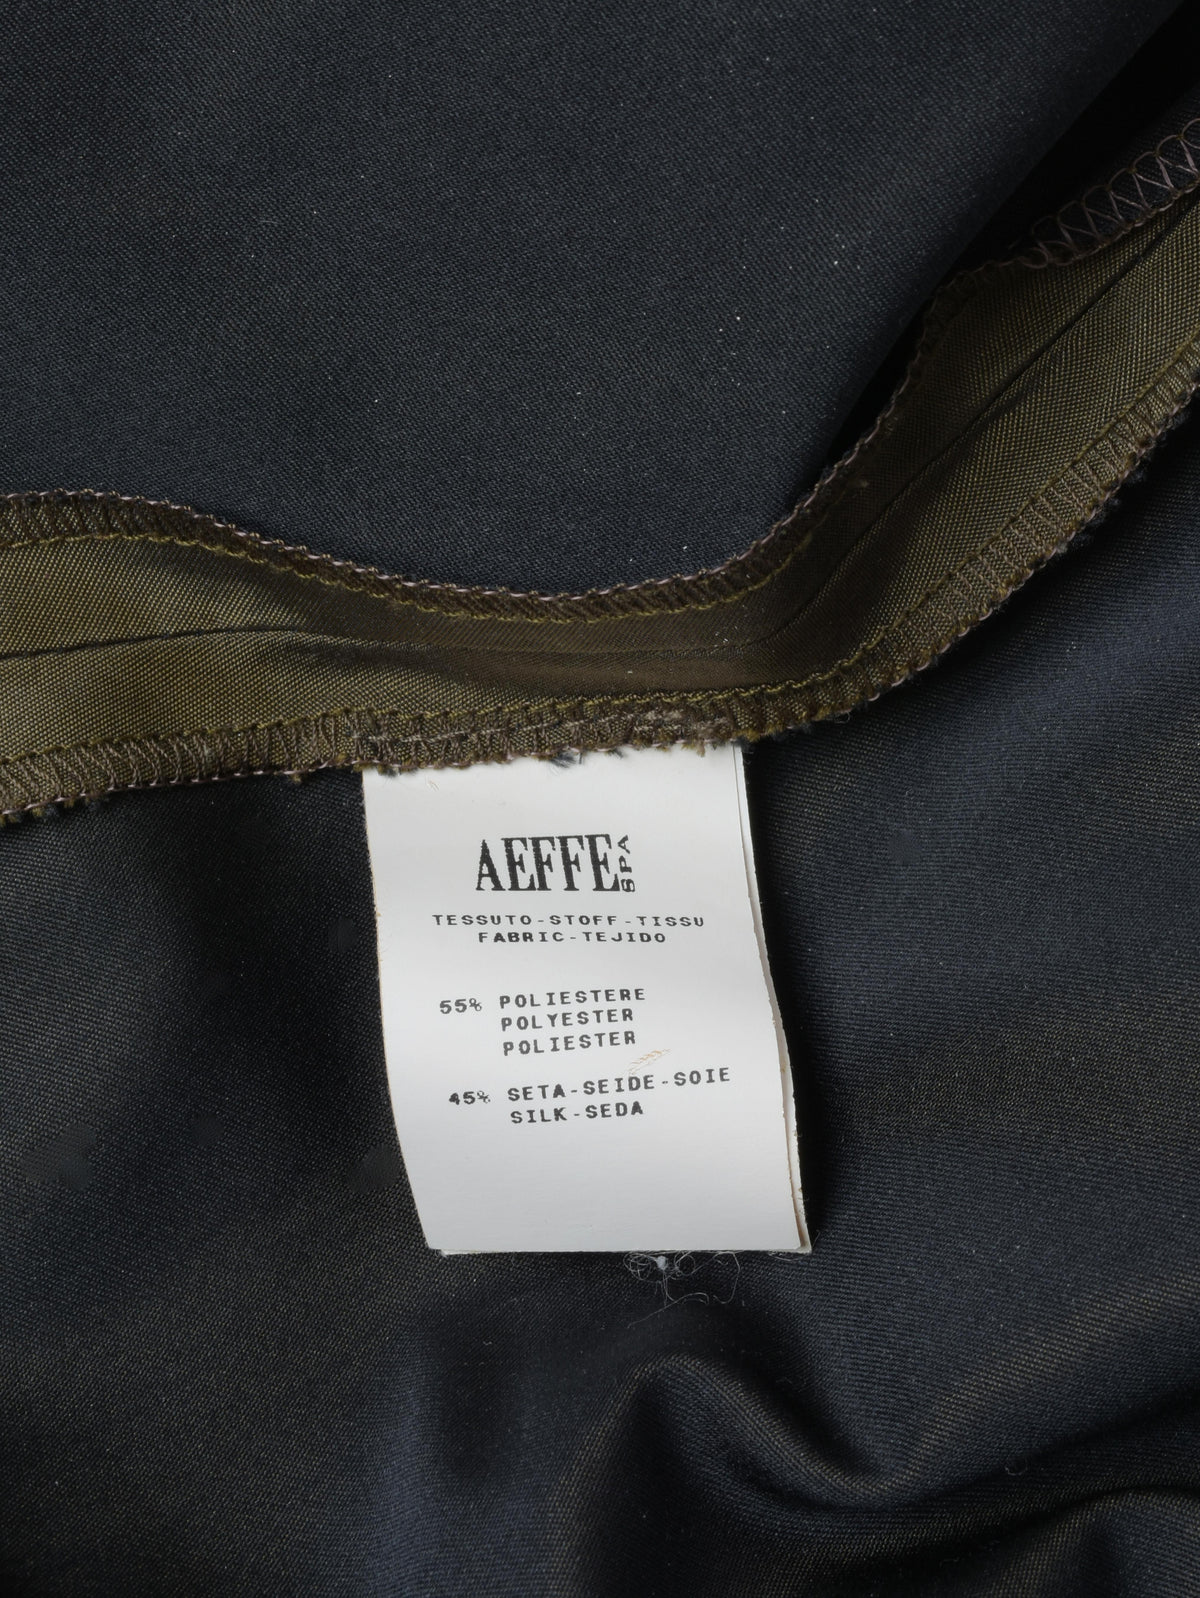 AEFFE SPA
TESSUTO-STOFF-TISSU
FABRIC-TEJIDO
55% POLIESTERE
POLYESTER
POLIESTER
45% SETA-SEIDE-SOIE
SILK-SEDA